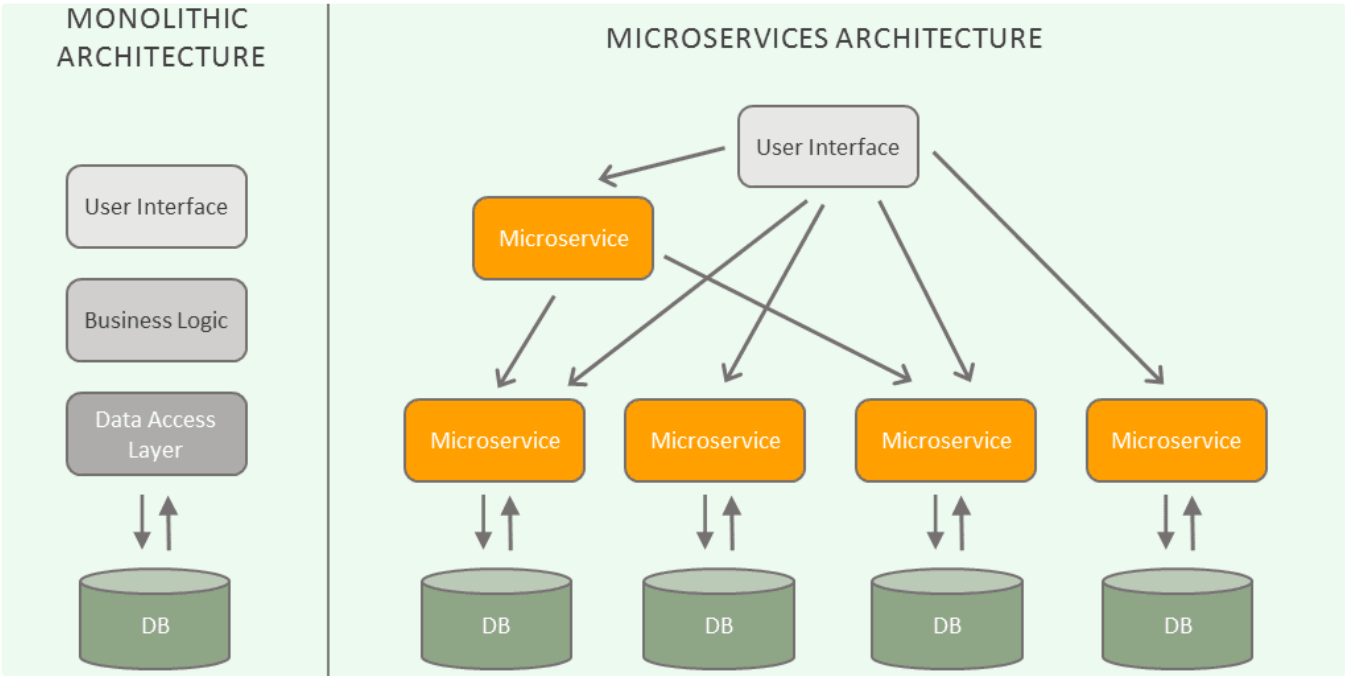 MONOLITHIC
ARCHITECTURE
User Interface
Business Logic
Data Access
Layer
DB
MICROSERVICES ARCHITECTURE
User Interface
Microservice
Microservice
Microservice
Microservice
Microservice
DB
DB
DB
DB